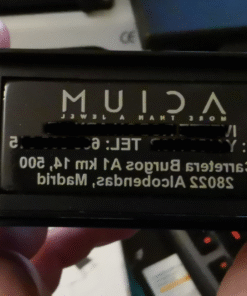 ACIUM
MORE THAN A JEWEL
Y TEL: 6
Carretera Burgos A1 km 14, 500
28022 Alcobendas, Madrid